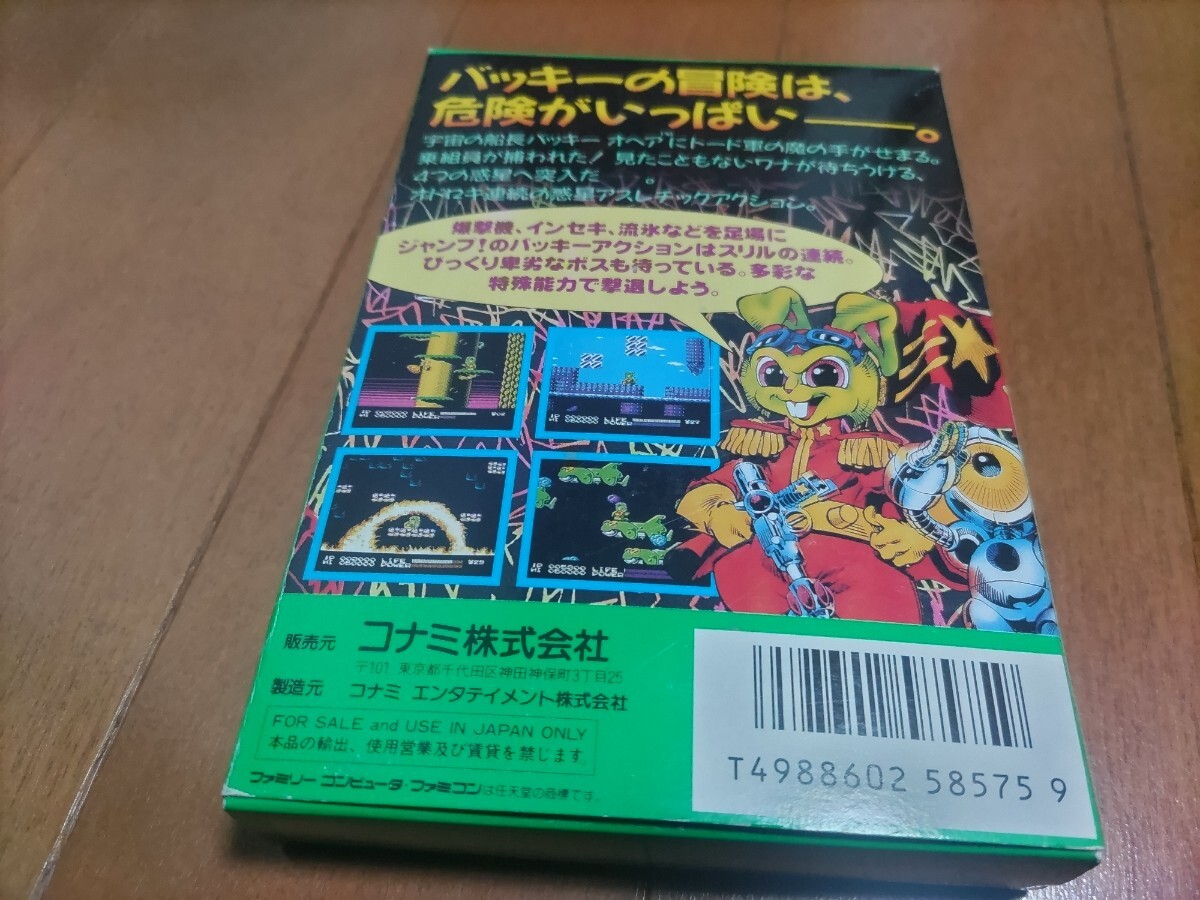 バッキーの冒険は、
危険がいっぱい――。
宇宙の船長バッキー オヘア にトード軍の魔の手がせまる。
乗組員が捕われた！ 見たこともないワナが待ちうける、
4つの惑星へ突入だ 。
連続の惑星アスレチックアクション。
爆撃機、インセキ、流氷などを足場に
ジャンプ！のバッキーアクションはスリルの連続。
びっくり卑劣なボスも待っている。多彩な
特殊能力で撃退しよう。
LIFE
POWER
LIFE
POWER
LIFE
POWER
LIFE
POWER
販売元 コナミ株式会社
〒101 東京都千代田区神田神保町3丁目25
製造元 コナミ エンタテイメント株式会社
FOR SALE and USE IN JAPAN ONLY
本品の輸出、使用営業及び賃貸を禁じます
ファミリー コンピュータ・ファミコンは任天堂の商標です。
T4988602 58575 9